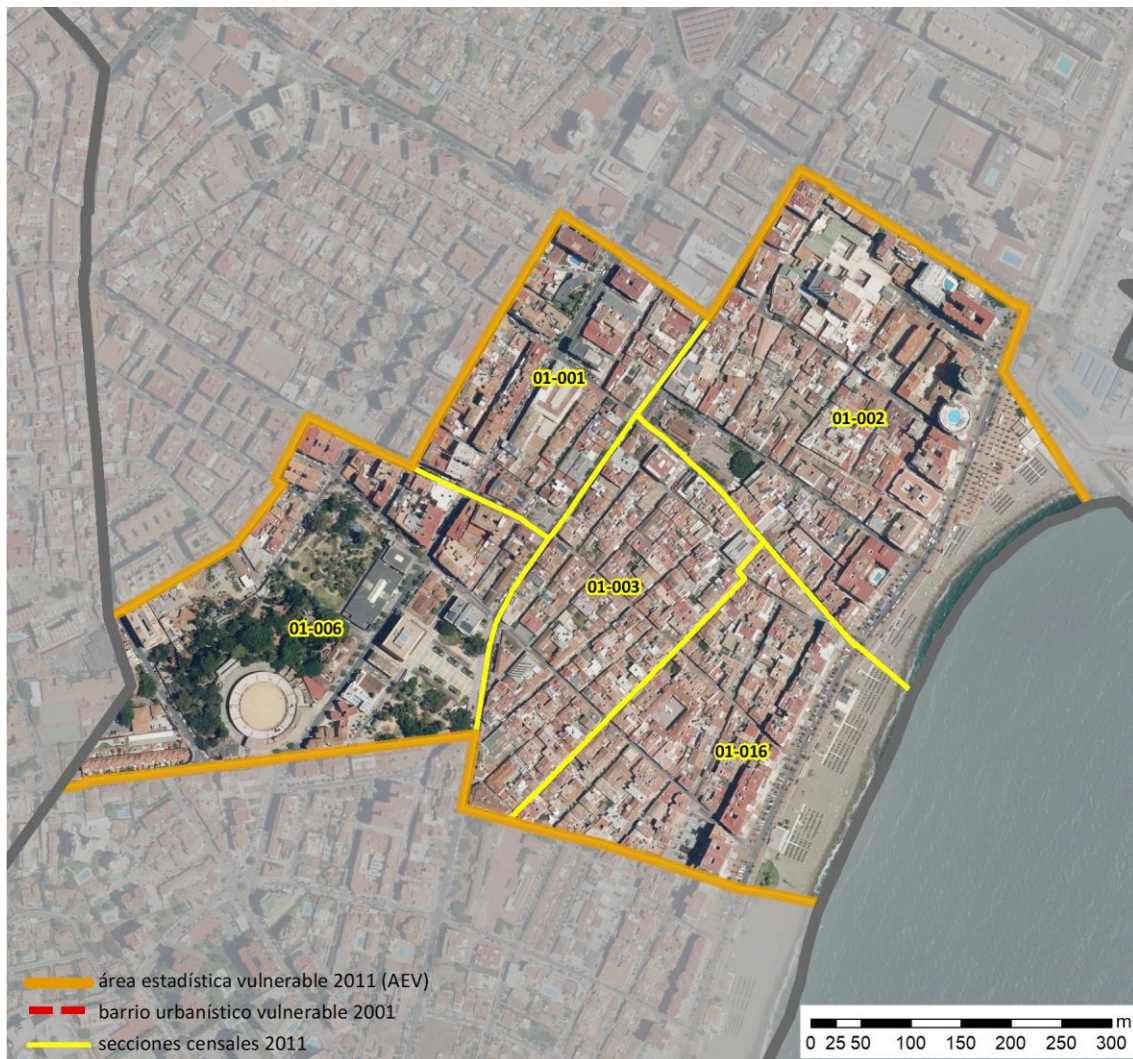 01-001
01-002
01-003
01-006
01-016
área estadística vulnerable 2011 (AEV)
barrio urbanístico vulnerable 2001
secciones censales 2011
m
0 25 50 100 150 200 250 300